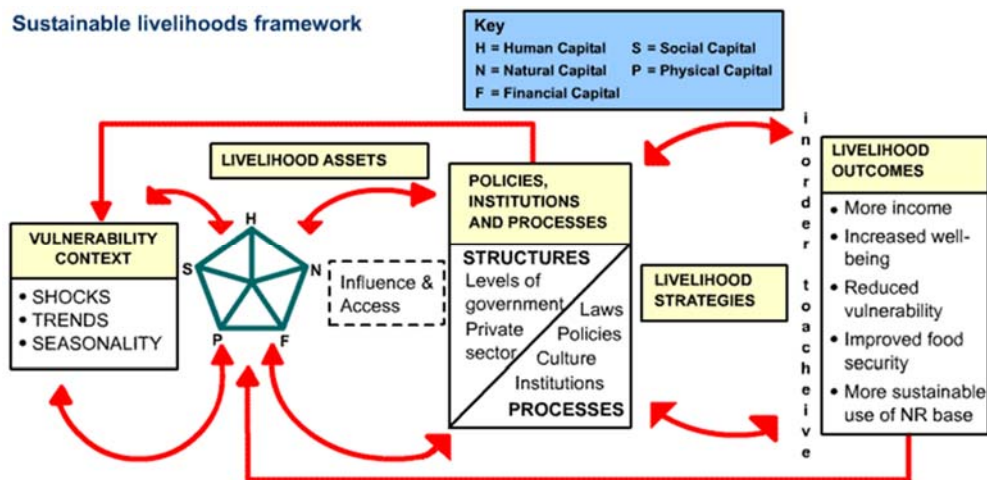 Sustainable livelihoods framework
Key
H = Human Capital S = Social Capital
N = Natural Capital P = Physical Capital
F = Financial Capital
LIVELIHOOD ASSETS
H
S
N
P
F
VULNERABILITY
CONTEXT
• SHOCKS
• TRENDS
• SEASONALITY
Influence &
Access
POLICIES,
INSTITUTIONS
AND PROCESSES
STRUCTURES
Levels of
government
Private
sector
Laws
Policies
Culture
Institutions
PROCESSES
LIVELIHOOD
STRATEGIES
inorder toacheive
LIVELIHOOD
OUTCOMES
• More income
• Increased well-
being
• Reduced
vulnerability
• Improved food
security
• More sustainable
use of NR base